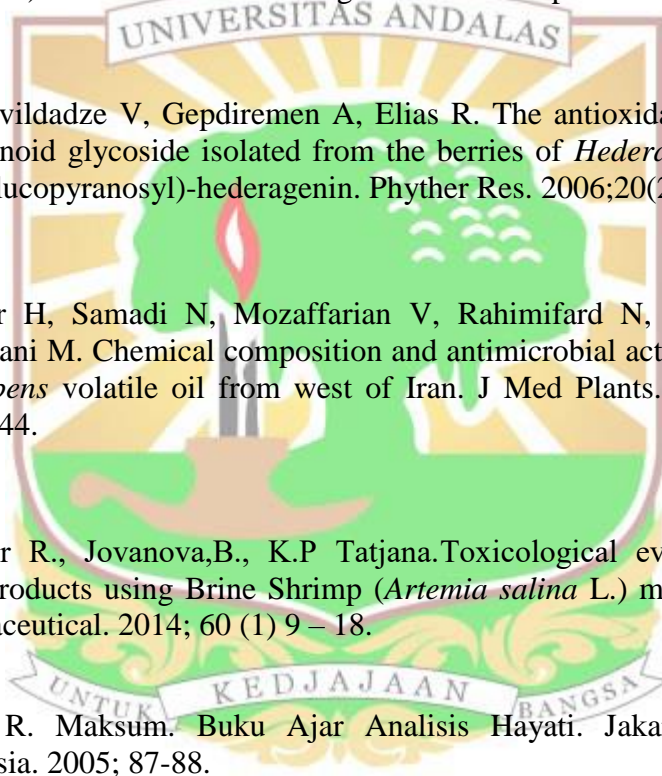 UNIVERSITAS ANDALAS
vildadze V, Gepdiremen A, Elias R. The antioxida
noid glycoside isolated from the berries of Hedera
lucopyranosyl)-hederagenin. Phyther Res. 2006;20(2
r H, Samadi N, Mozaffarian V, Rahimifard N,
ani M. Chemical composition and antimicrobial act
pens volatile oil from west of Iran. J Med Plants.
44.
r R., Jovanova,B., K.P Tatjana.Toxicological ev
roducts using Brine Shrimp (Artemia salina L.) m
aceutical. 2014; 60 (1) 9 – 18.
UNTUK KEDJAJAAN BANGSA
R. Maksum. Buku Ajar Analisis Hayati. Jaka
sia. 2005; 87-88.